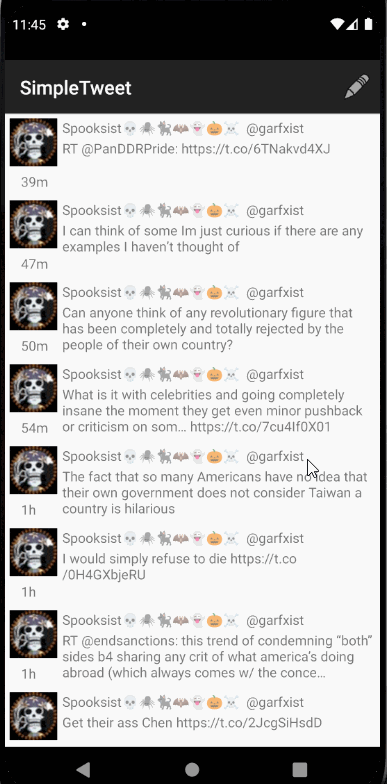 11:45
SimpleTweet
Spooksist💀🕷🐈‍⬛🦇👻🎃☠ @garfxist
RT @PanDDRPride: https://t.co/6TNakvd4XJ
39m
Spooksist💀🕷🐈‍⬛🦇👻🎃☠ @garfxist
I can think of some Im just curious if there are any
examples I haven't thought of
47m
Spooksist💀🕷🐈‍⬛🦇👻🎃☠ @garfxist
Can anyone think of any revolutionary figure that
has been completely and totally rejected by the
people of their own country?
50m
Spooksist💀🕷🐈‍⬛🦇👻🎃☠ @garfxist
What is it with celebrities and going completely
insane the moment they get even minor pushback
or criticism on som… https://t.co/7cu4If0X01
54m
Spooksist💀🕷🐈‍⬛🦇👻🎃☠ @garfxist
The fact that so many Americans have no idea that
their own government does not consider Taiwan a
country is hilarious
1h
Spooksist💀🕷🐈‍⬛🦇👻🎃☠ @garfxist
I would simply refuse to die https://t.co
/0H4GXbjeRU
1h
Spooksist💀🕷🐈‍⬛🦇👻🎃☠ @garfxist
RT @endsanctions: this trend of condemning “both”
sides b4 sharing any crit of what america's doing
abroad (which always comes w/ the conce…
1h
Spooksist💀🕷🐈‍⬛🦇👻🎃☠ @garfxist
Get their ass Chen https://t.co/2JcgSiHsdD